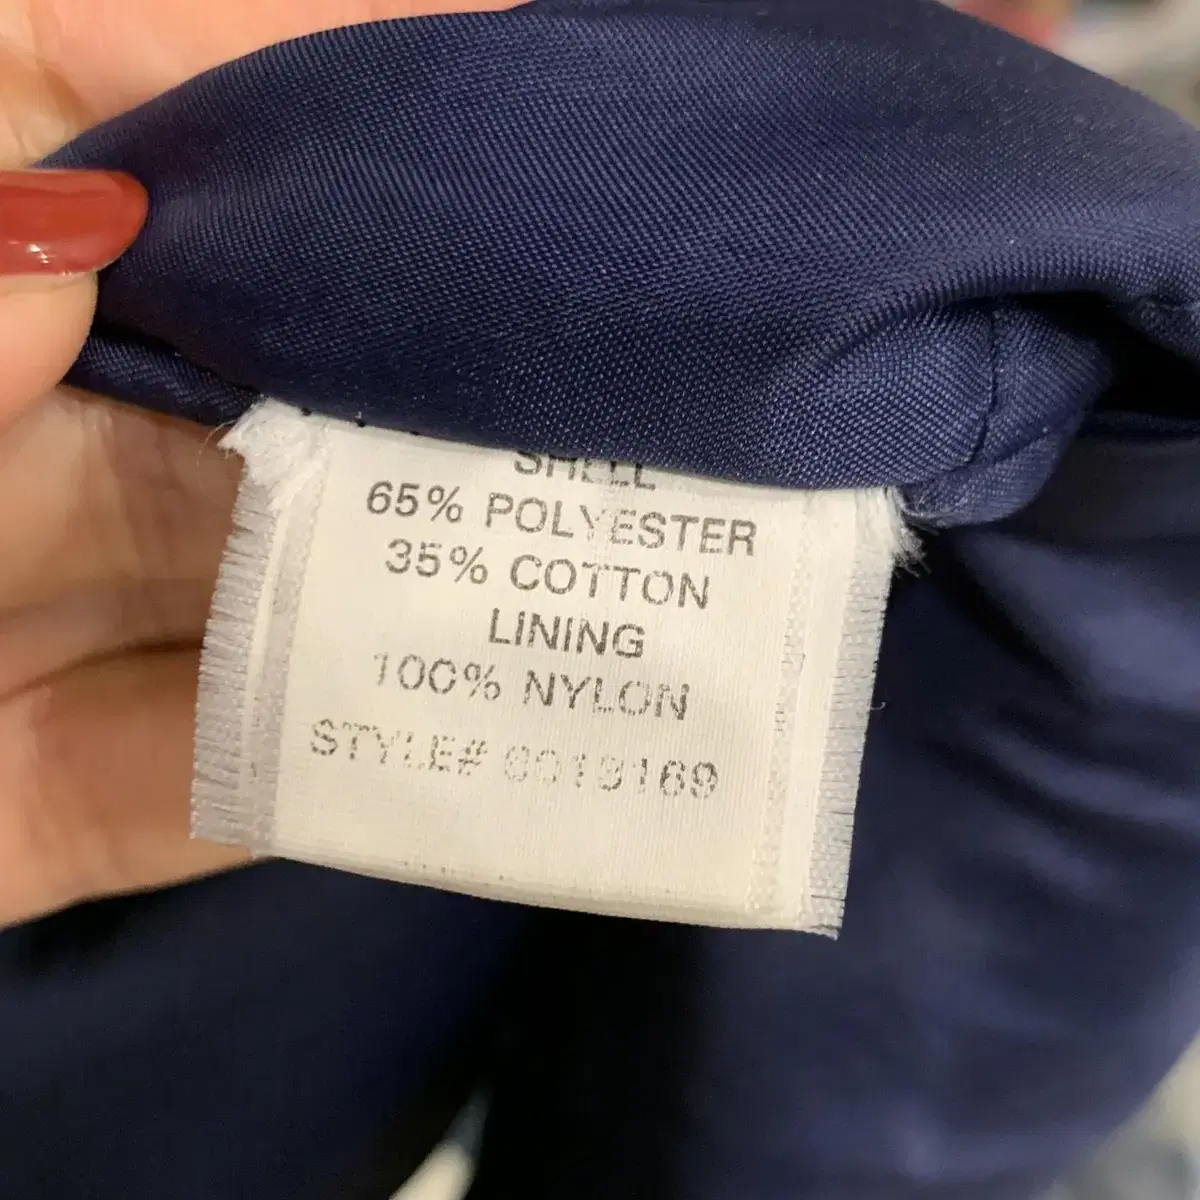 SHELL
65% POLYESTER
35% COTTON
LINING
100% NYLON
STYLE#